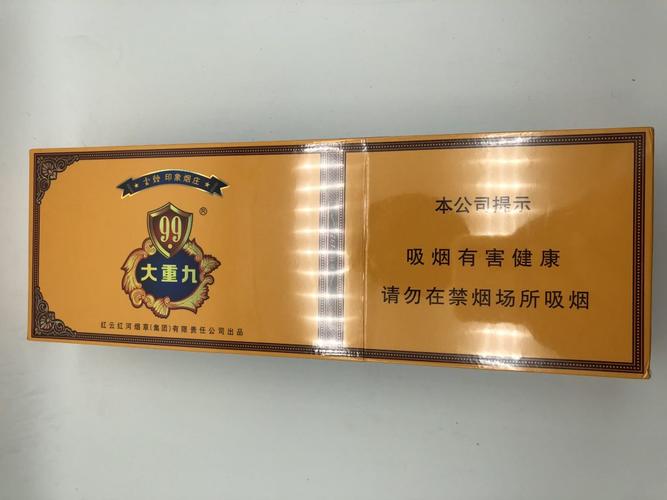 云烟 印象烟庄
99
®
大重九
红云红河烟草(集团)有限责任公司出品
本公司提示
吸烟有害健康
请勿在禁烟场所吸烟